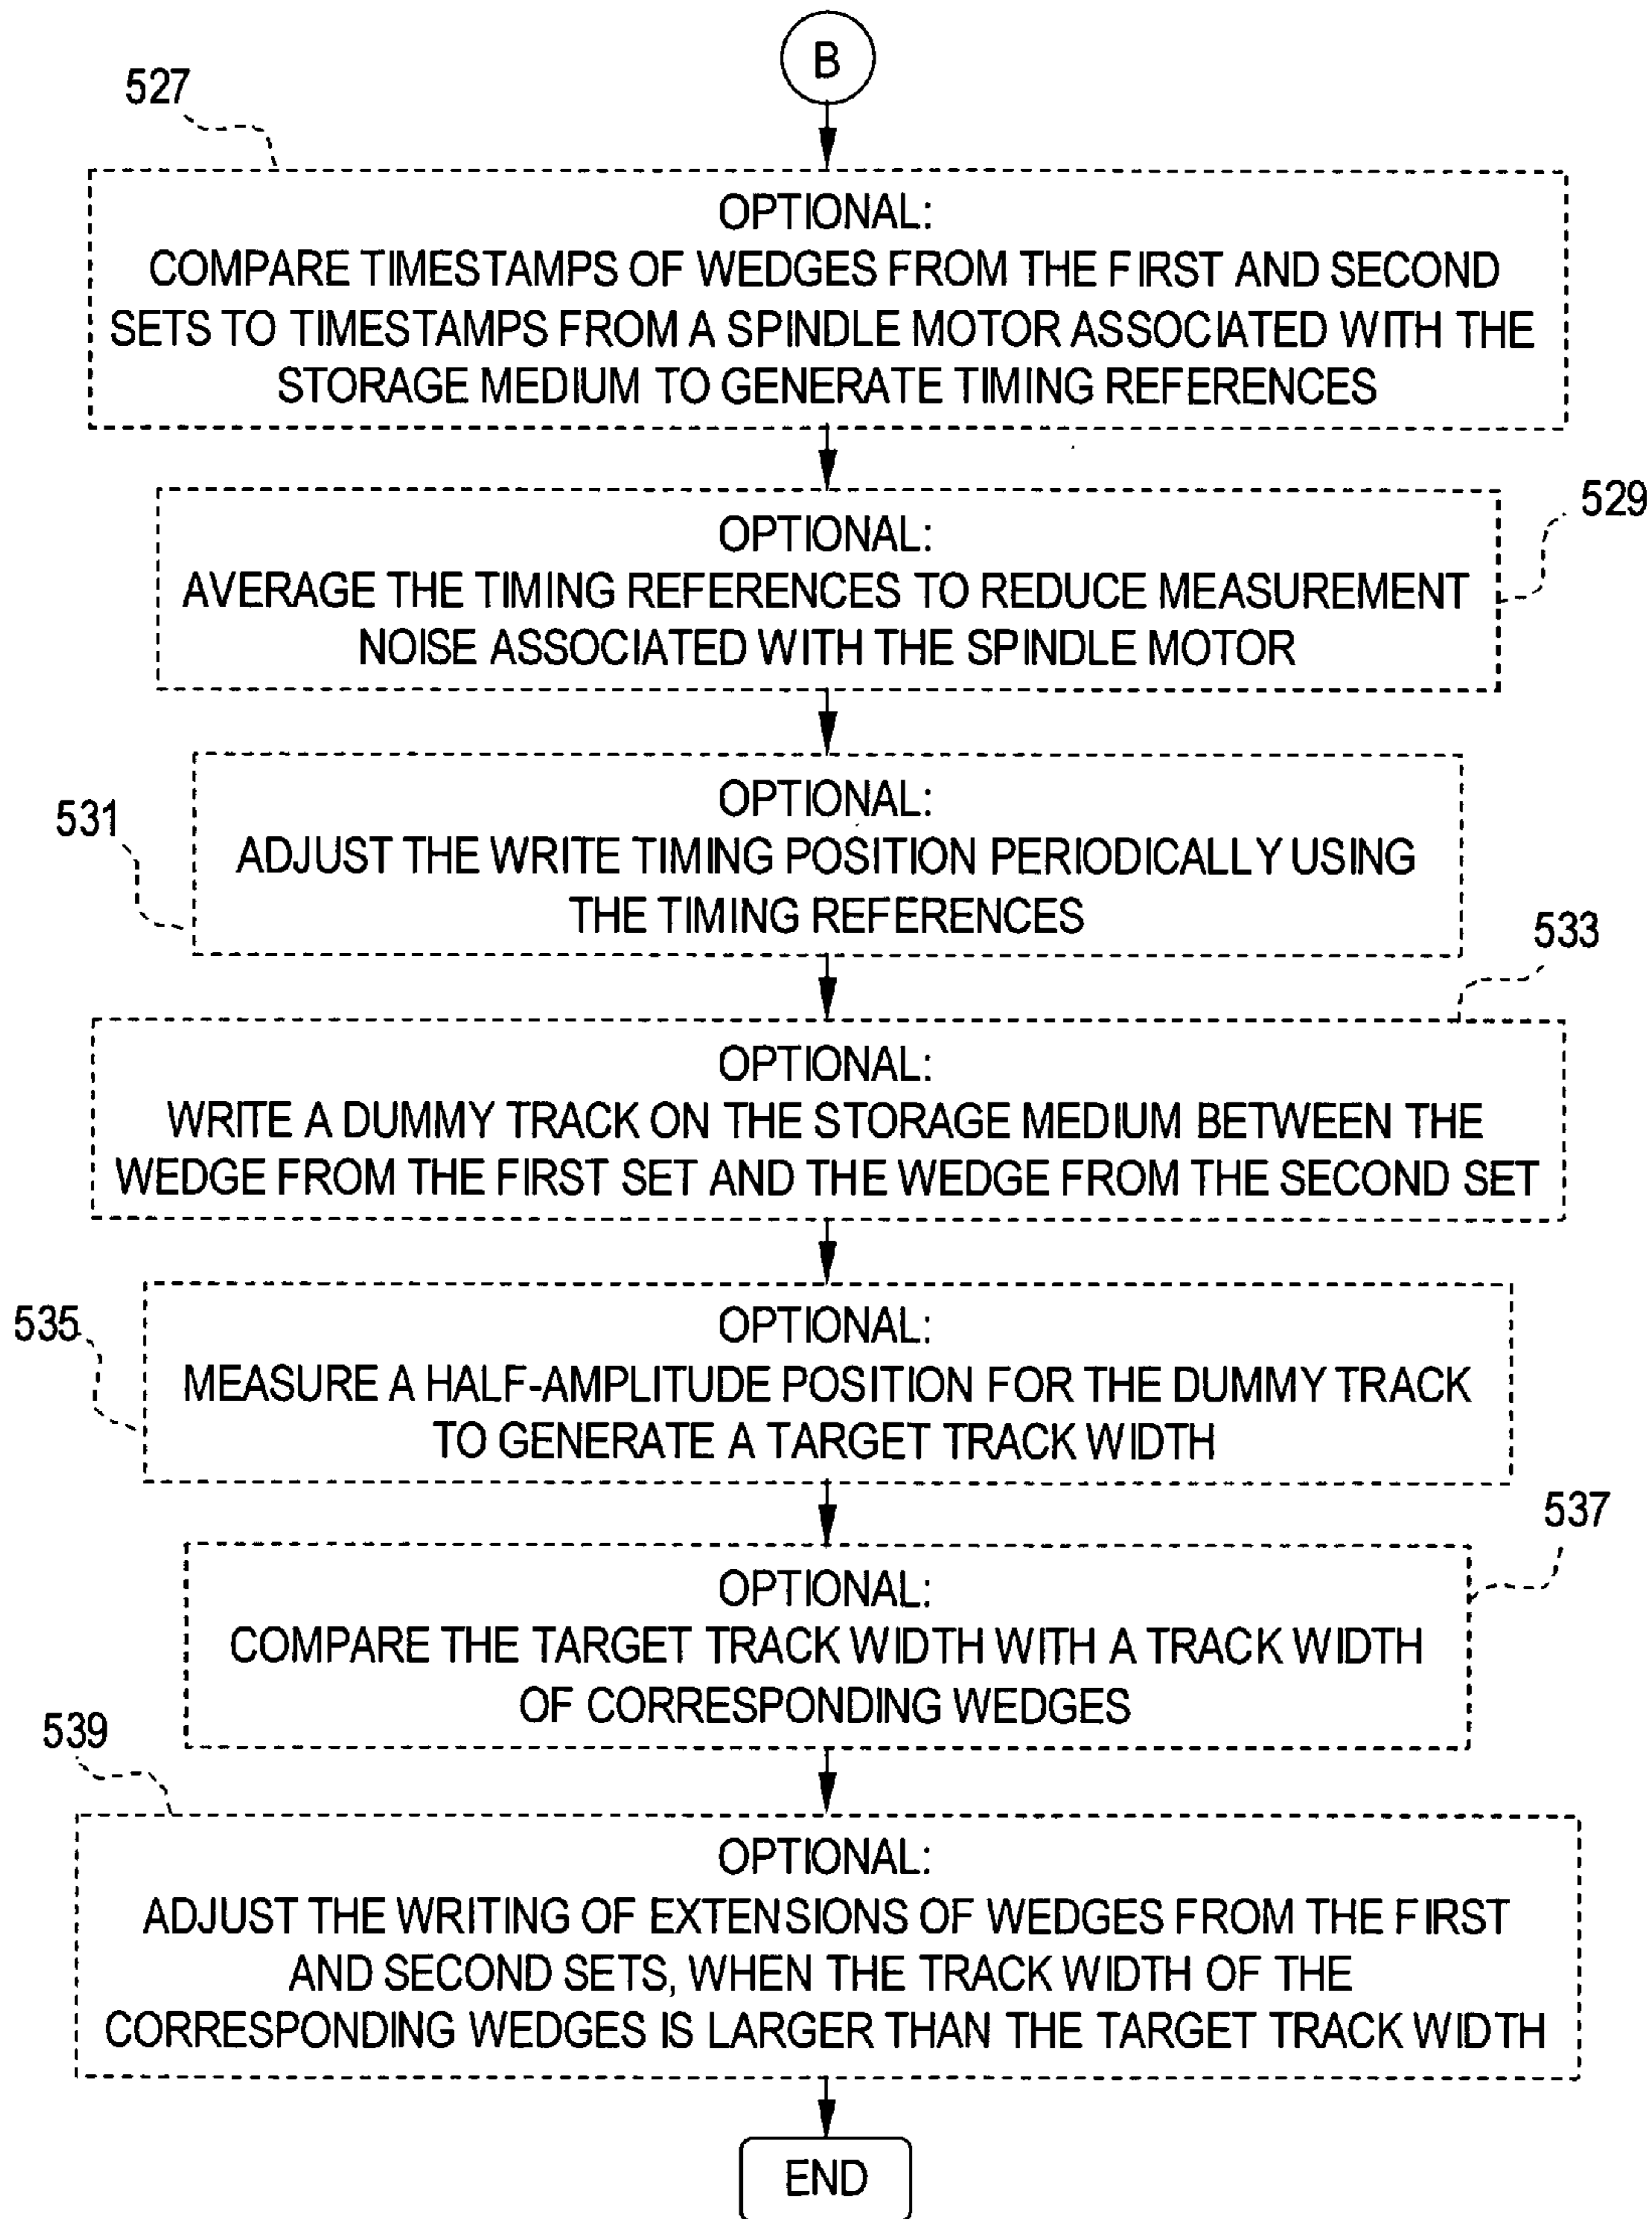 B
527
OPTIONAL:
COMPARE TIMESTAMPS OF WEDGES FROM THE FIRST AND SECOND
SETS TO TIMESTAMPS FROM A SPINDLE MOTOR ASSOCIATED WITH THE
STORAGE MEDIUM TO GENERATE TIMING REFERENCES
529
OPTIONAL:
AVERAGE THE TIMING REFERENCES TO REDUCE MEASUREMENT
NOISE ASSOCIATED WITH THE SPINDLE MOTOR
531
OPTIONAL:
ADJUST THE WRITE TIMING POSITION PERIODICALLY USING
THE TIMING REFERENCES
533
OPTIONAL:
WRITE A DUMMY TRACK ON THE STORAGE MEDIUM BETWEEN THE
WEDGE FROM THE FIRST SET AND THE WEDGE FROM THE SECOND SET
535
OPTIONAL:
MEASURE A HALF-AMPLITUDE POSITION FOR THE DUMMY TRACK
TO GENERATE A TARGET TRACK WIDTH
537
OPTIONAL:
COMPARE THE TARGET TRACK WIDTH WITH A TRACK WIDTH
OF CORRESPONDING WEDGES
539
OPTIONAL:
ADJUST THE WRITING OF EXTENSIONS OF WEDGES FROM THE FIRST
AND SECOND SETS, WHEN THE TRACK WIDTH OF THE
CORRESPONDING WEDGES IS LARGER THAN THE TARGET TRACK WIDTH
END